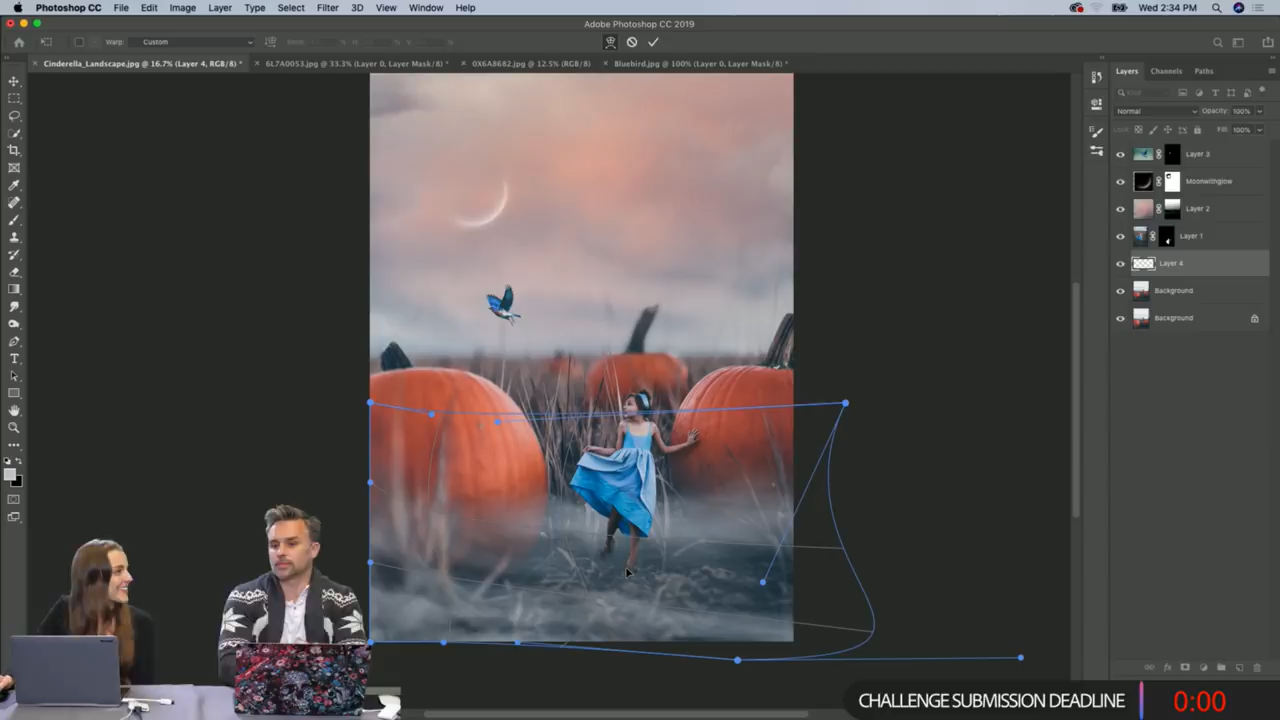 Photoshop CC File Edit Image Layer Type Select Filter 3D View Window Help Wed 2:34 PM
Adobe Photoshop CC 2019
Warp: Custom
Cinderella_Landscape.jpg @ 16.7% (Layer 4, RGB/8) * 6L7A0053.jpg @ 33.3% (Layer 0, Layer Mask/8) * 0X6A8682.jpg @ 12.5% (RGB/8) Bluebird.jpg @ 100% (Layer 0, Layer Mask/8) *
Layers Channels Paths
Normal Opacity: 100%
Fill: 100%
Layer 3
Moonwithglow
Layer 2
Layer 1
Layer 4
Background
Background
CHALLENGE SUBMISSION DEADLINE 0:00